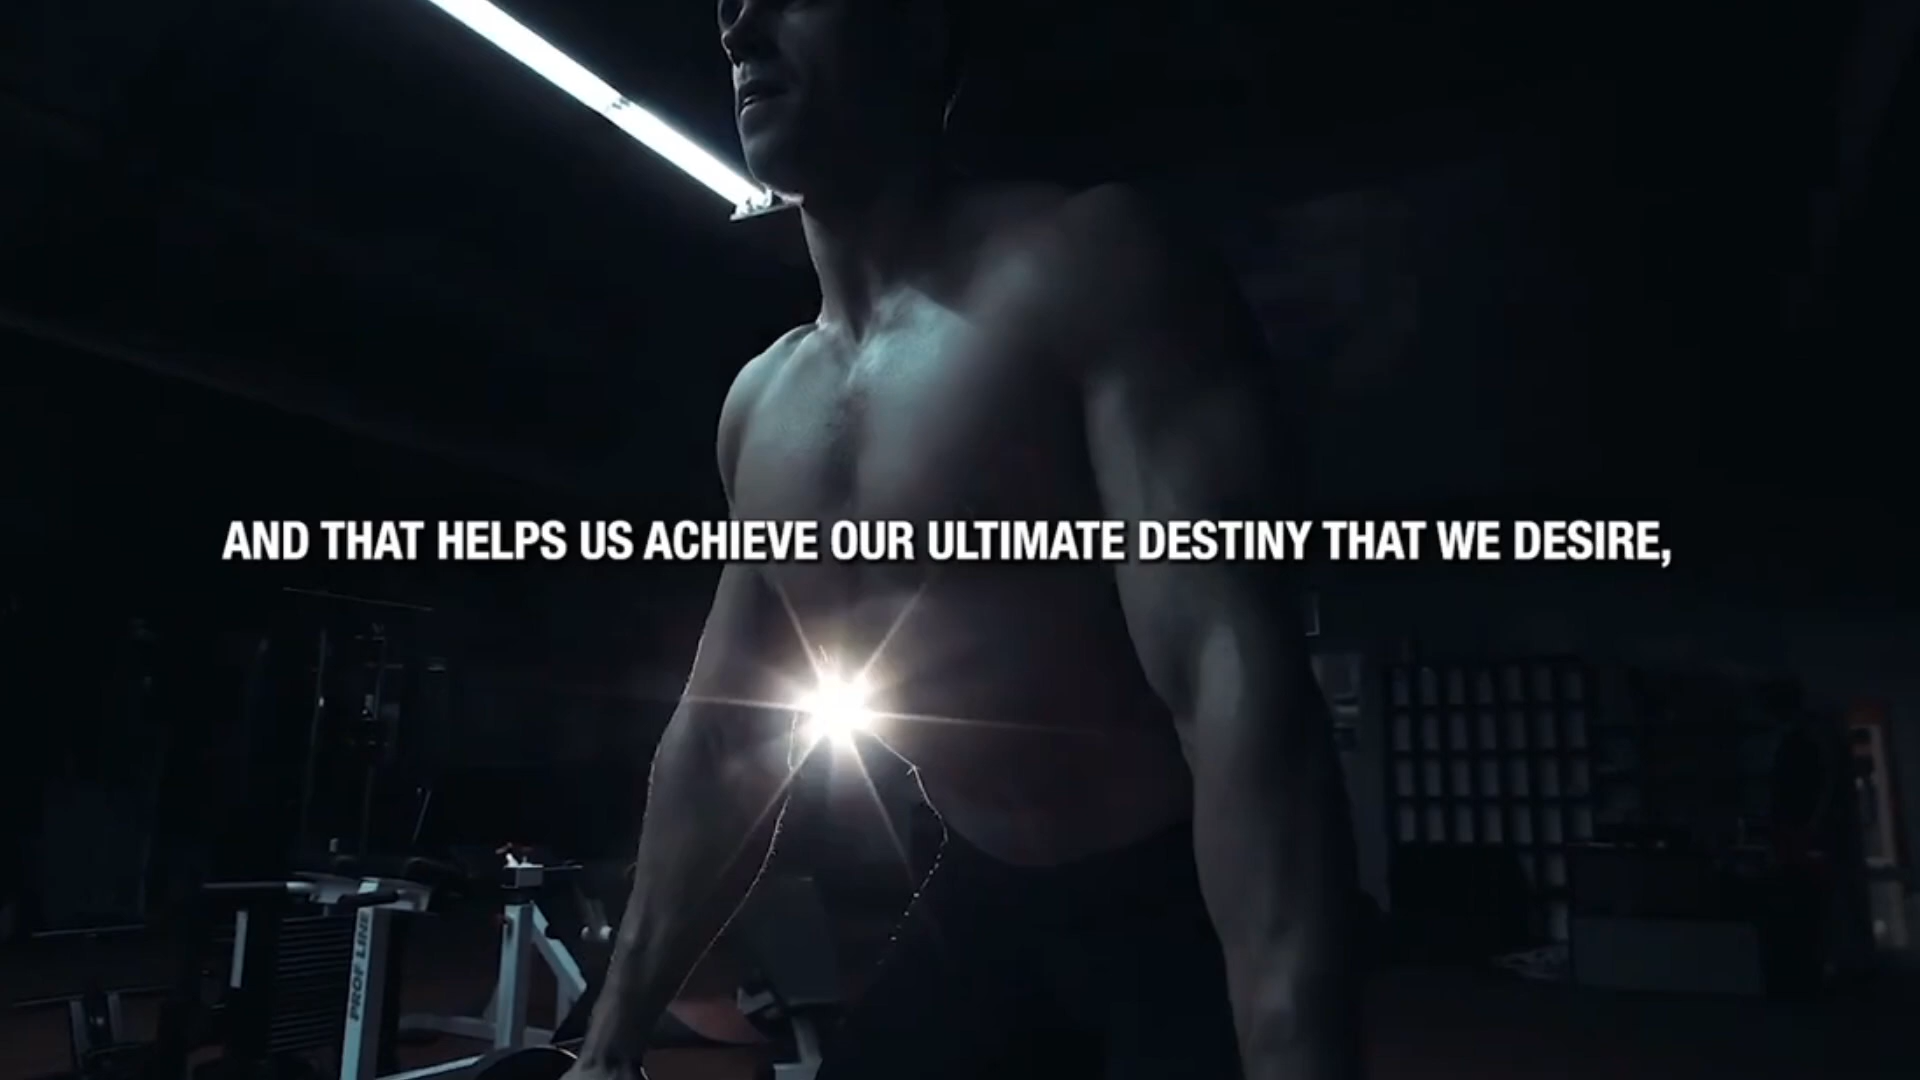 AND THAT HELPS US ACHIEVE OUR ULTIMATE DESTINY THAT WE DESIRE,
PROF LINE